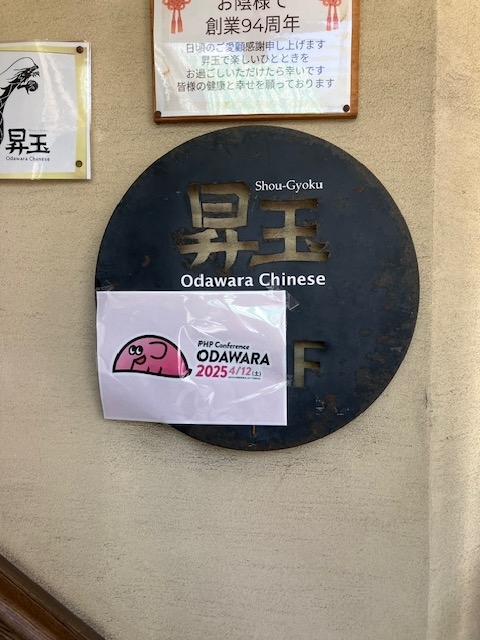 お陰様で
創業94周年
日頃のご愛顧感謝申し上げます
昇玉で楽しいひとときを
お過ごしいただけたら幸いです
皆様の健康と幸せを願っております
昇玉
Odawara Chinese
Shou-Gyoku
昇玉
Odawara Chinese
F
PHP Conference
ODAWARA
2025 4/12(土)